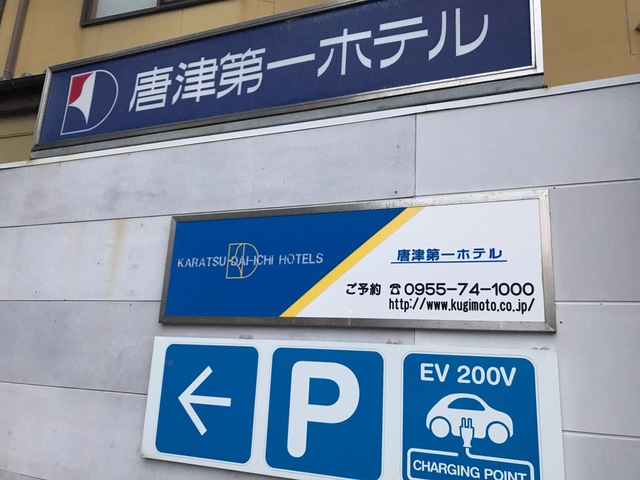 唐津第一ホテル
KARATSU DAI-ICHI HOTELS
唐津第一ホテル
ご予約 ☎ 0955-74-1000
http://www.kugimoto.co.jp/
← P EV 200V
CHARGING POINT